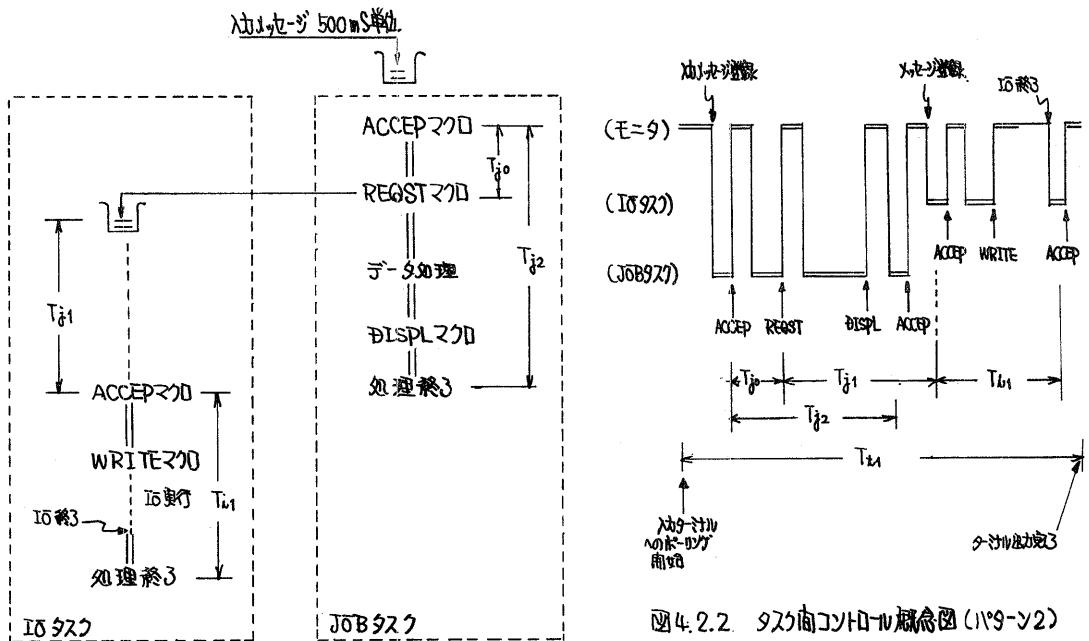 入力メッセージ 500mS単位
ACCEPマクロ
REQSTマクロ
データ処理
DISPLマクロ
処理終了
Tj0
Tj2
Tj1
ACCEPマクロ
WRITEマクロ
IO実行
IO終了
処理終了
Ti1
IOタスク
JOBタスク
入力メッセージ登録
メッセージ登録
IO終了
(モニタ)
(IOタスク)
(JOBタスク)
ACCEP
WRITE
ACCEP
ACCEP
REQST
DISPL
ACCEP
Tj0
Tj1
Ti1
Tj2
入力ターミナル
へのポーリング
開始
ターミナル出力完了
図4.2.2 タスク間コントロール概念図(パターン2)